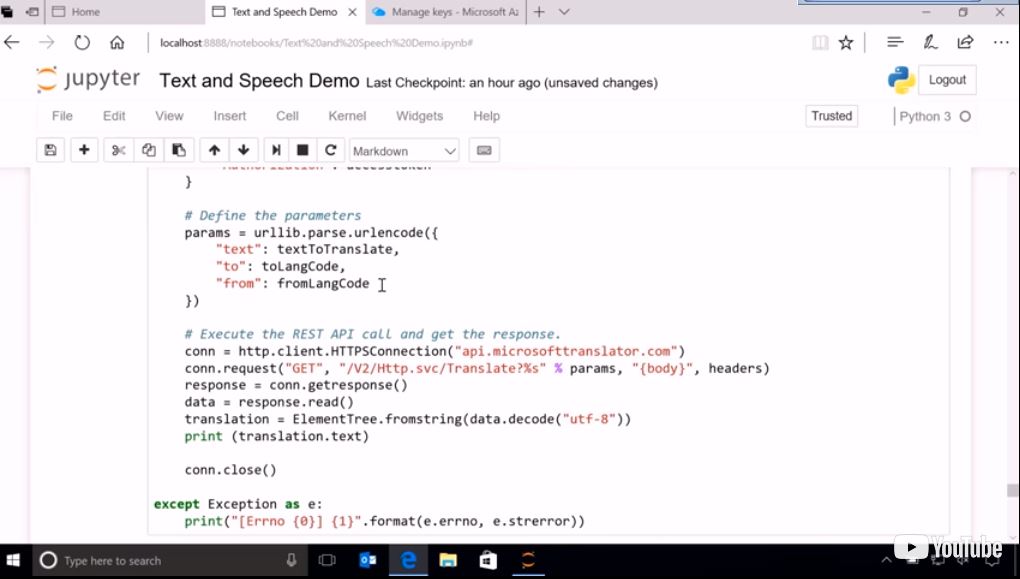 Home
Text and Speech Demo
Manage keys - Microsoft Az
localhost:8888/notebooks/Text%20and%20Speech%20Demo.ipynb#
jupyter Text and Speech Demo Last Checkpoint: an hour ago (unsaved changes)
Logout
File Edit View Insert Cell Kernel Widgets Help
Trusted
Python 3
Markdown
}
# Define the parameters
params = urllib.parse.urlencode({
"text": textToTranslate,
"to": toLangCode,
"from": fromLangCode
})
# Execute the REST API call and get the response.
conn = http.client.HTTPSConnection("api.microsofttranslator.com")
conn.request("GET", "/V2/Http.svc/Translate?%s" % params, "{body}", headers)
response = conn.getresponse()
data = response.read()
translation = ElementTree.fromstring(data.decode("utf-8"))
print (translation.text)
conn.close()
except Exception as e:
print("[Errno {0}] {1}".format(e.errno, e.strerror))
Type here to search
YouTube